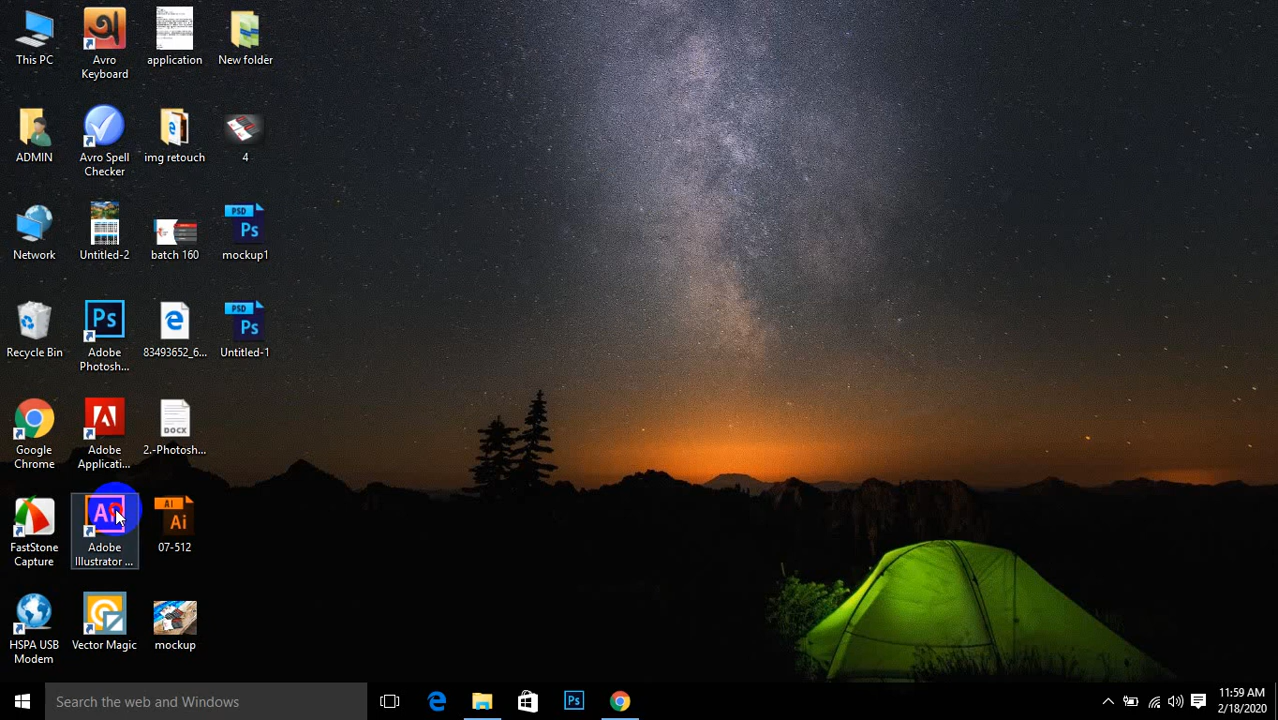 This PC
Avro
Keyboard
application
New folder
ADMIN
Avro Spell
Checker
img retouch
4
Network
Untitled-2
batch 160
PSD
Ps
mockup1
Recycle Bin
Ps
Adobe
Photosh...
83493652_6...
PSD
Ps
Untitled-1
Google
Chrome
Adobe
Applicati...
DOCX
2.-Photosh...
FastStone
Capture
Adobe
Illustrator ...
AI
Ai
07-512
HSPA USB
Modem
Vector Magic
mockup
Search the web and Windows
Ps
11:59 AM
2/18/2020